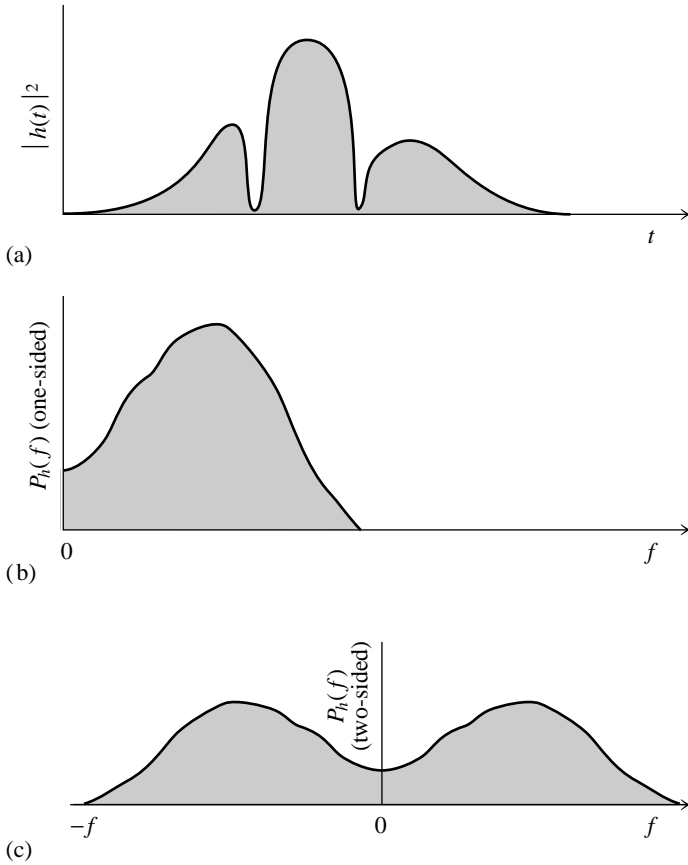 |h(t)|²
t
(a)
P_h(f) (one-sided)
0
f
(b)
P_h(f)
(two-sided)
−f
0
f
(c)